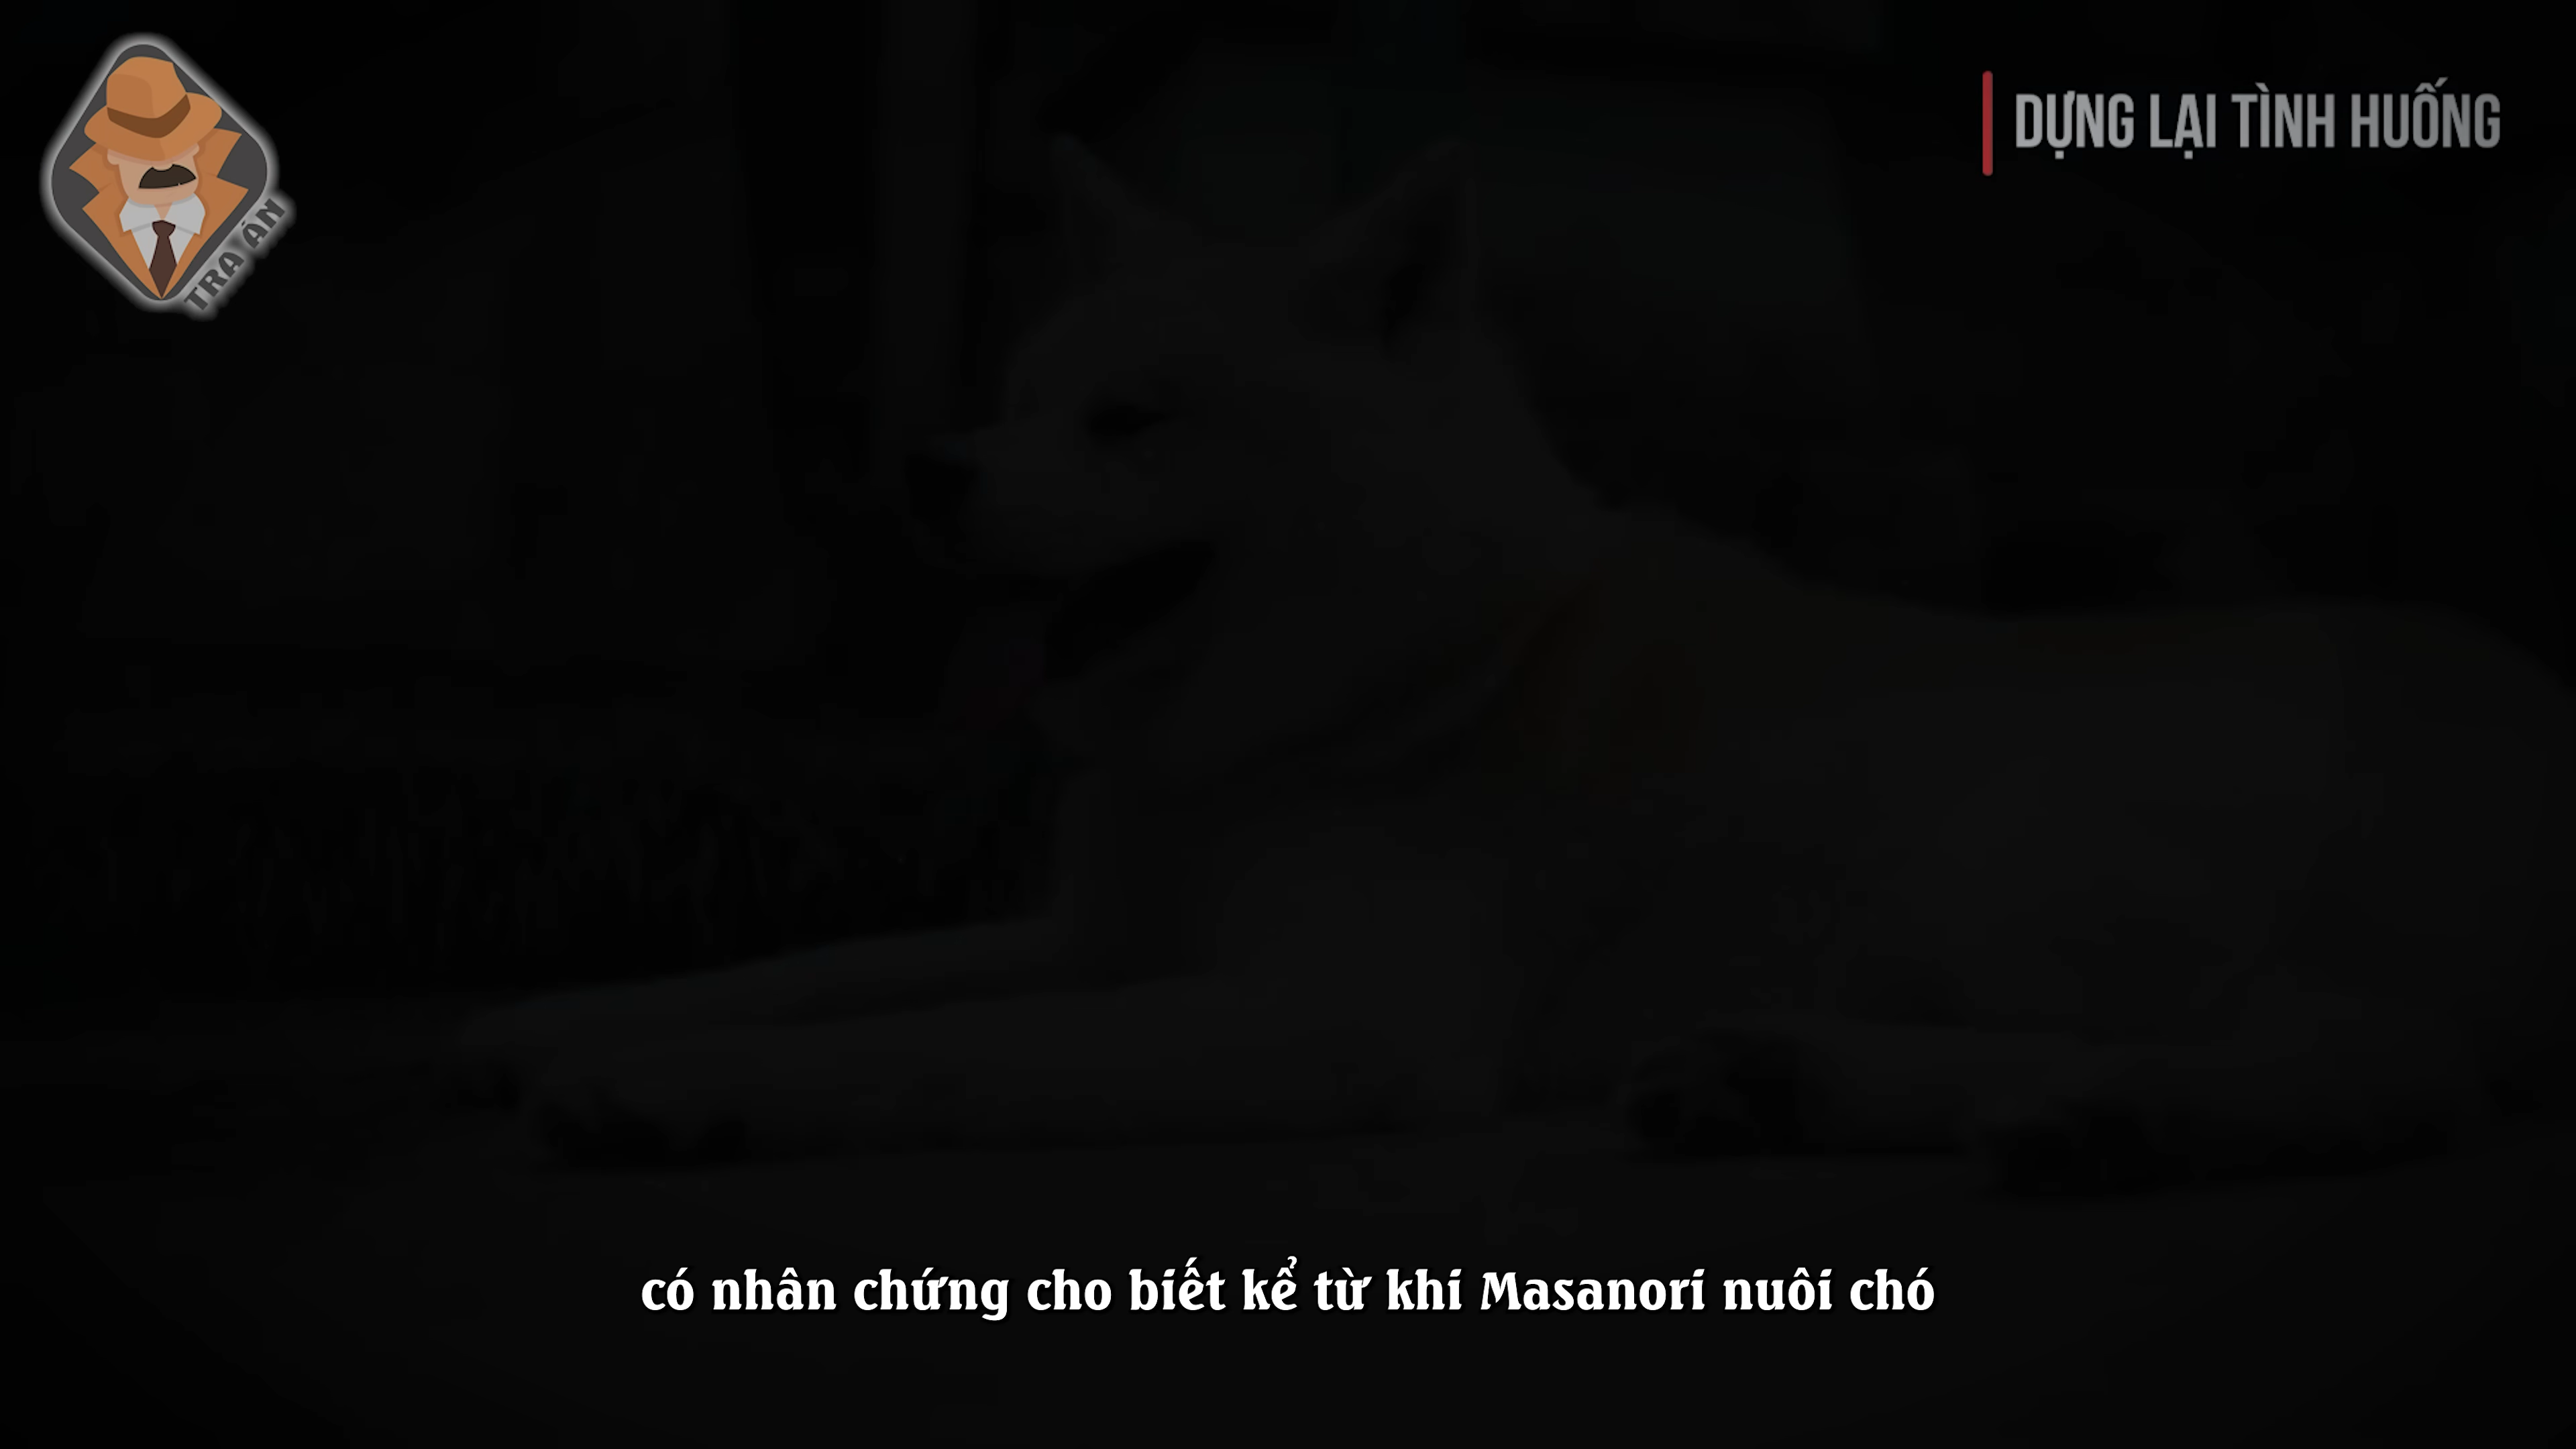 TRA ÁN
DỰNG LẠI TÌNH HUỐNG
có nhân chứng cho biết kể từ khi Masanori nuôi chó